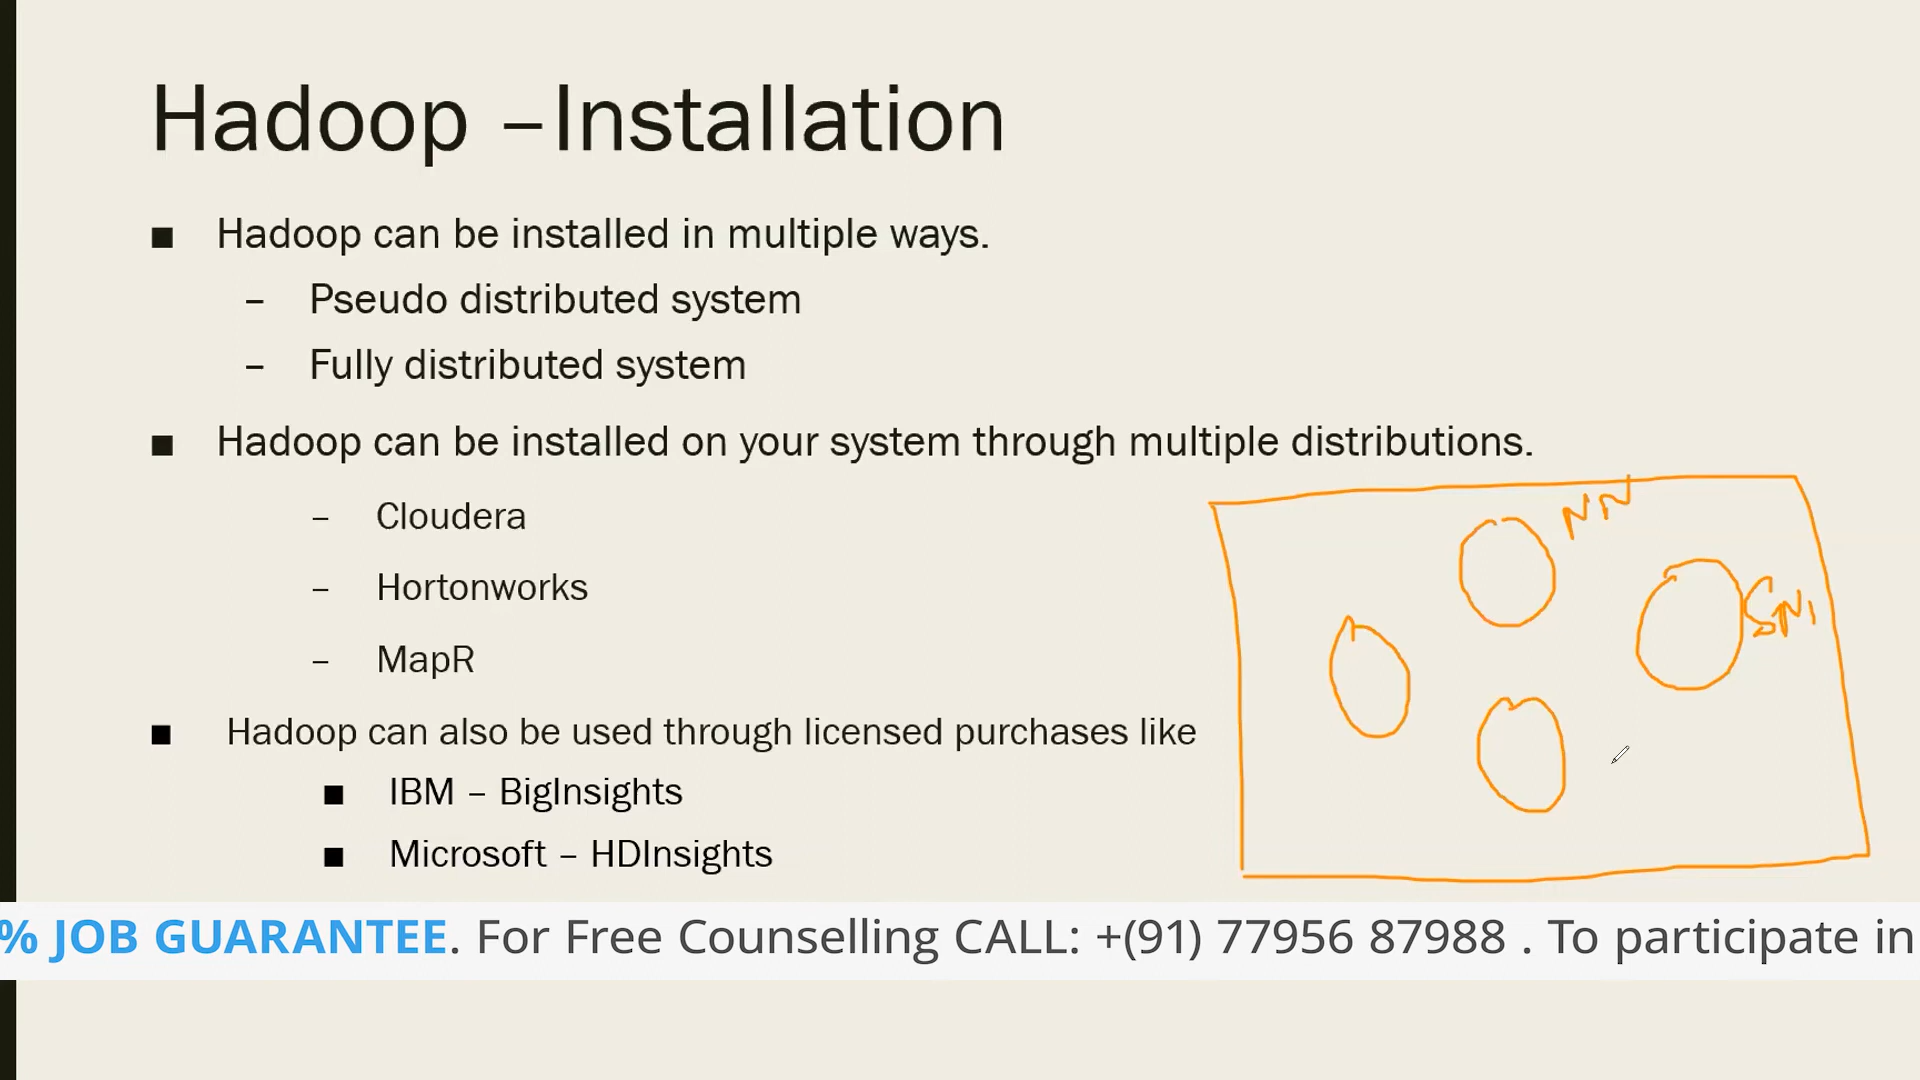 Hadoop –Installation
■ Hadoop can be installed in multiple ways.
– Pseudo distributed system
– Fully distributed system
■ Hadoop can be installed on your system through multiple distributions.
– Cloudera
– Hortonworks
– MapR
■ Hadoop can also be used through licensed purchases like
■ IBM – BigInsights
■ Microsoft – HDInsights
NN
% JOB GUARANTEE. For Free Counselling CALL: +(91) 77956 87988 . To participate in